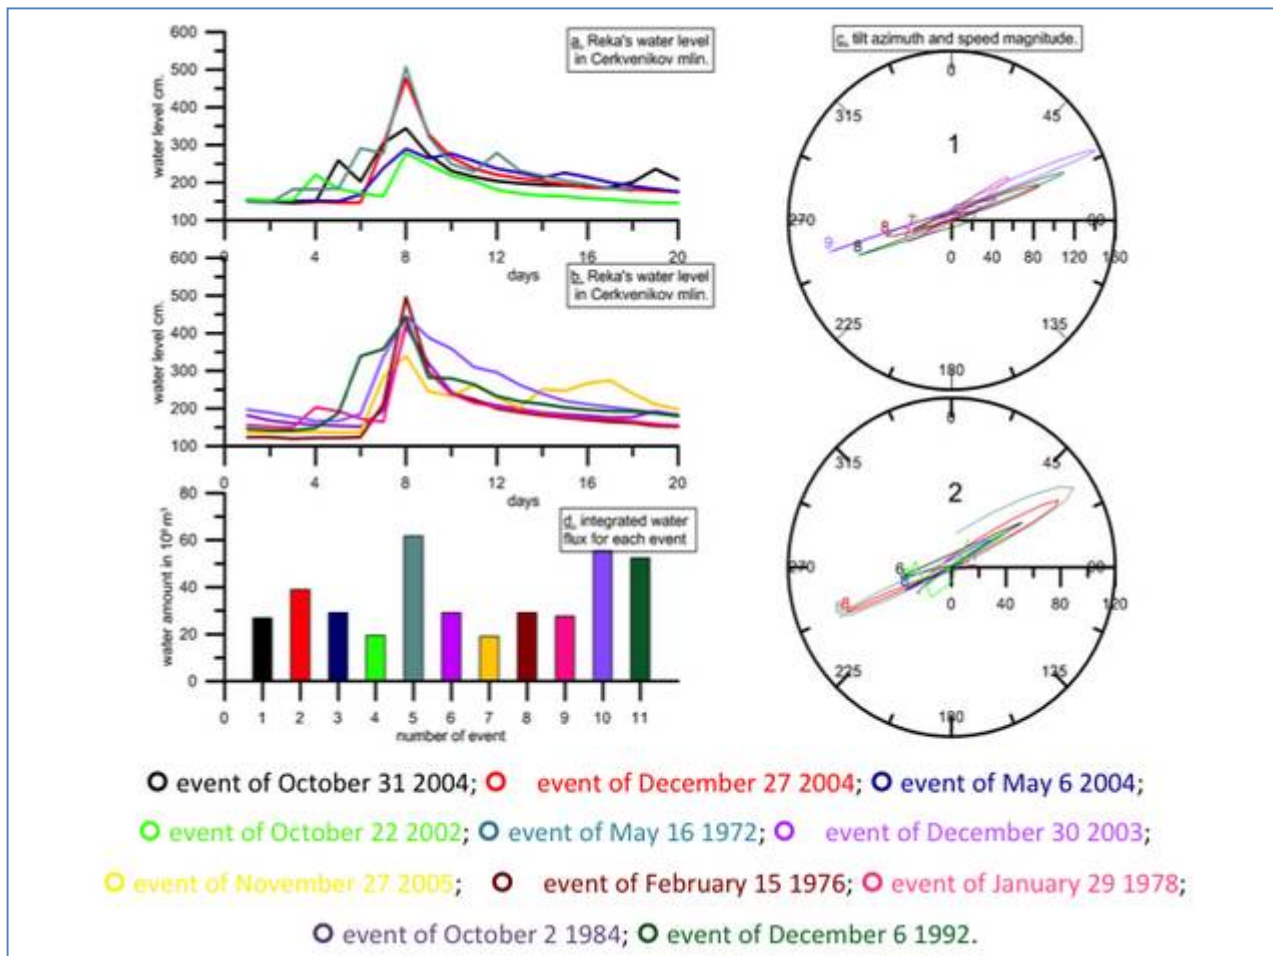 a. Reka's water level
in Cerkvenikov mlin.
water level cm.
600
500
400
300
200
100
0 4 8 12 16 20
days
b. Reka's water level
in Cerkvenikov mlin.
water level cm.
600
500
400
300
200
100
0 4 8 12 16 20
days
d. integrated water
flux for each event
water amount in 10⁶ m³
80
60
40
20
0
0 1 2 3 4 5 6 7 8 9 10 11
number of event
c. tilt azimuth and speed magnitude.
0
315 45
1
270 90
9 8 8 7
0 40 80 120 160
225 135
180
0
315 45
2
270 90
6
8
0 40 80 120
225 135
180
event of October 31 2004; event of December 27 2004; event of May 6 2004;
event of October 22 2002; event of May 16 1972; event of December 30 2003;
event of November 27 2005; event of February 15 1976; event of January 29 1978;
event of October 2 1984; event of December 6 1992.